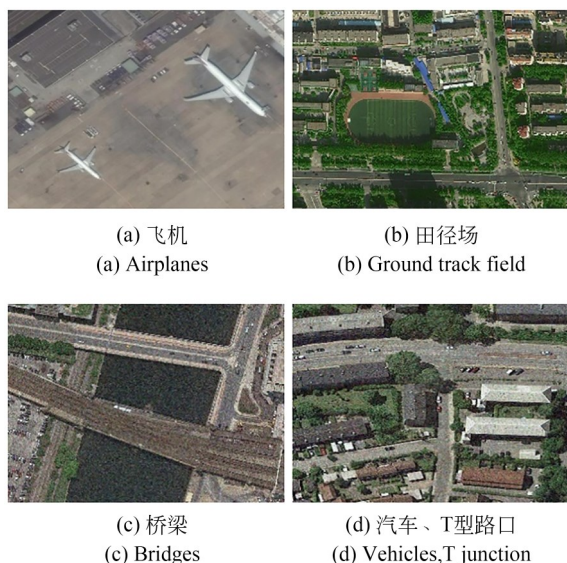 (a) 飞机
(a) Airplanes
(b) 田径场
(b) Ground track field
(c) 桥梁
(c) Bridges
(d) 汽车、T型路口
(d) Vehicles,T junction